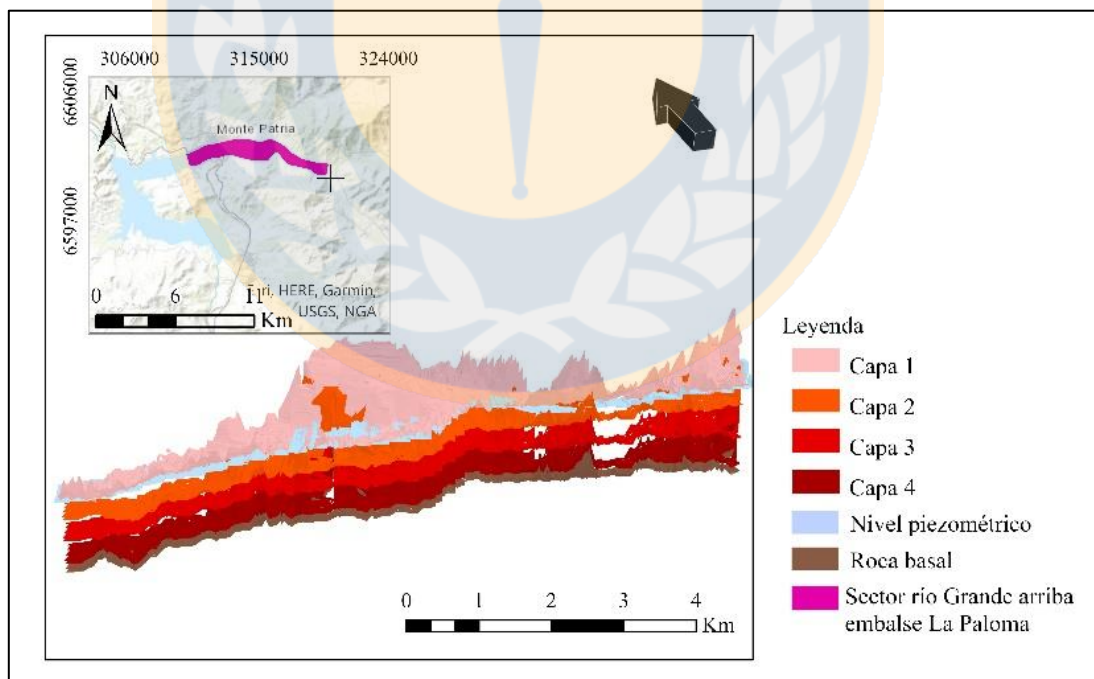 306000 315000 324000
6606000
6597000
N
Monte Patria
0 6 11
Km
ri, HERE, Garmin,
USGS, NGA
Leyenda
Capa 1
Capa 2
Capa 3
Capa 4
Nivel piezométrico
Roca basal
Sector río Grande arriba
embalse La Paloma
0 1 2 3 4
Km